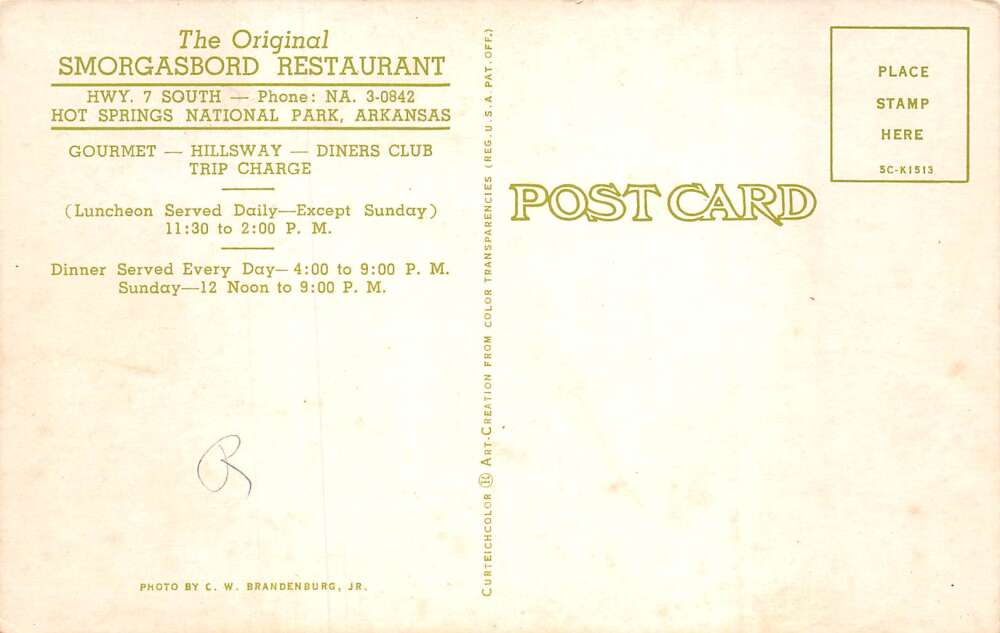 The Original
SMORGASBORD RESTAURANT
HWY. 7 SOUTH — Phone: NA. 3-0842
HOT SPRINGS NATIONAL PARK, ARKANSAS
GOURMET — HILLSWAY — DINERS CLUB
TRIP CHARGE
(Luncheon Served Daily—Except Sunday)
11:30 to 2:00 P. M.
Dinner Served Every Day— 4:00 to 9:00 P. M.
Sunday—12 Noon to 9:00 P. M.
R
PHOTO BY C. W. BRANDENBURG, JR.
CURTEICHCOLOR ® ART-CREATION FROM COLOR TRANSPARENCIES (REG. U.S.A. PAT. OFF.)
POST CARD
PLACE
STAMP
HERE
5C-K1513